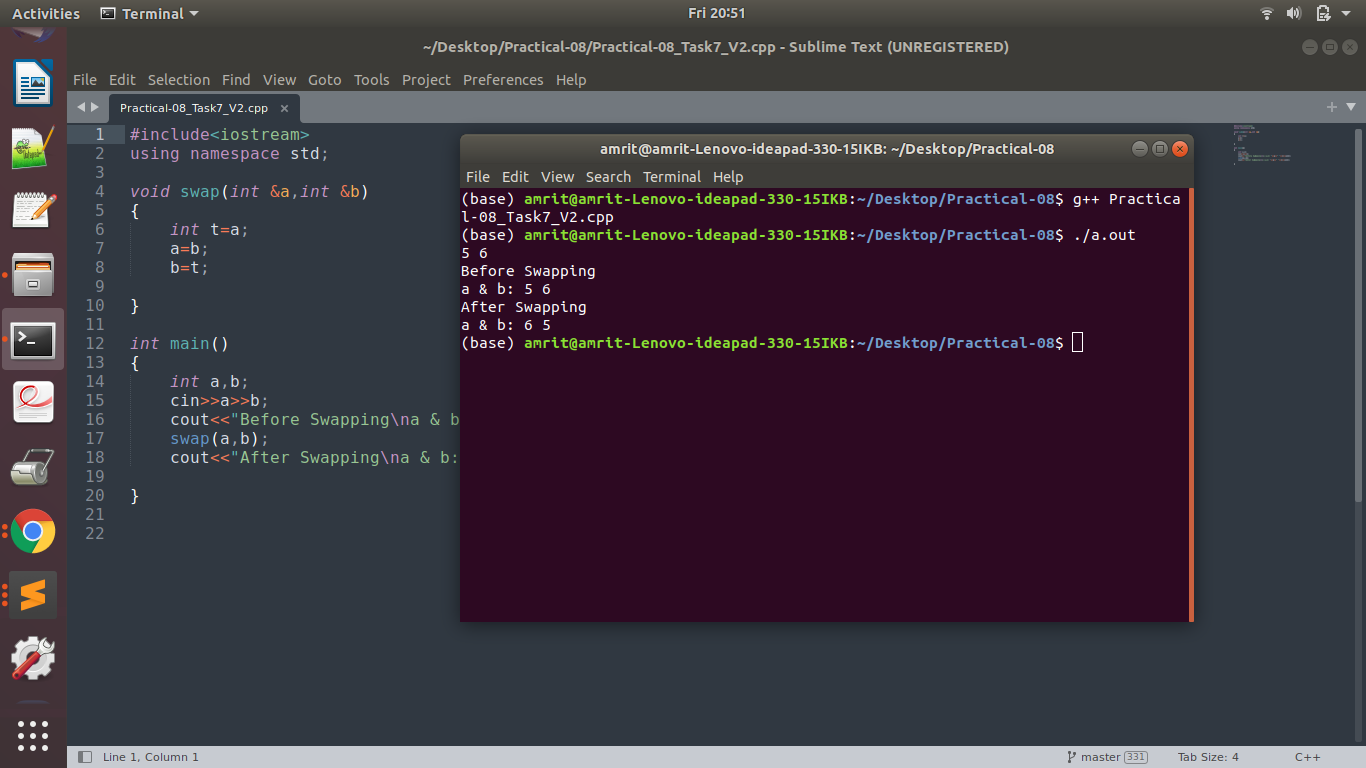 Activities Terminal Fri 20:51
~/Desktop/Practical-08/Practical-08_Task7_V2.cpp - Sublime Text (UNREGISTERED)
File Edit Selection Find View Goto Tools Project Preferences Help
Practical-08_Task7_V2.cpp ×
1 #include<iostream>
2 using namespace std;
3
4 void swap(int &a,int &b)
5 {
6 int t=a;
7 a=b;
8 b=t;
9
10 }
11
12 int main()
13 {
14 int a,b;
15 cin>>a>>b;
16 cout<<"Before Swapping\na & b
17 swap(a,b);
18 cout<<"After Swapping\na & b:
19
20 }
21
22
amrit@amrit-Lenovo-ideapad-330-15IKB: ~/Desktop/Practical-08
File Edit View Search Terminal Help
(base) amrit@amrit-Lenovo-ideapad-330-15IKB:~/Desktop/Practical-08$ g++ Practica
l-08_Task7_V2.cpp
(base) amrit@amrit-Lenovo-ideapad-330-15IKB:~/Desktop/Practical-08$ ./a.out
5 6
Before Swapping
a & b: 5 6
After Swapping
a & b: 6 5
(base) amrit@amrit-Lenovo-ideapad-330-15IKB:~/Desktop/Practical-08$
Line 1, Column 1 master 331 Tab Size: 4 C++